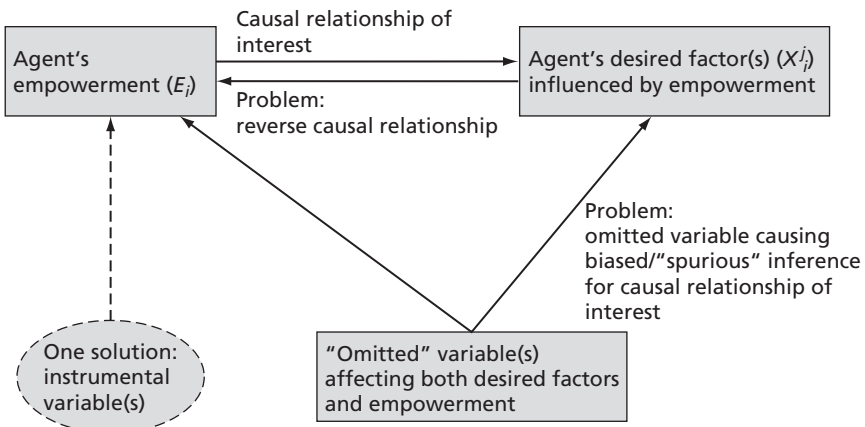 Causal relationship of
interest
Agent's
empowerment (Eᵢ)
Agent's desired factor(s) (Xʲᵢ)
influenced by empowerment
Problem:
reverse causal relationship
Problem:
omitted variable causing
biased/“spurious“ inference
for causal relationship of
interest
One solution:
instrumental
variable(s)
“Omitted” variable(s)
affecting both desired factors
and empowerment